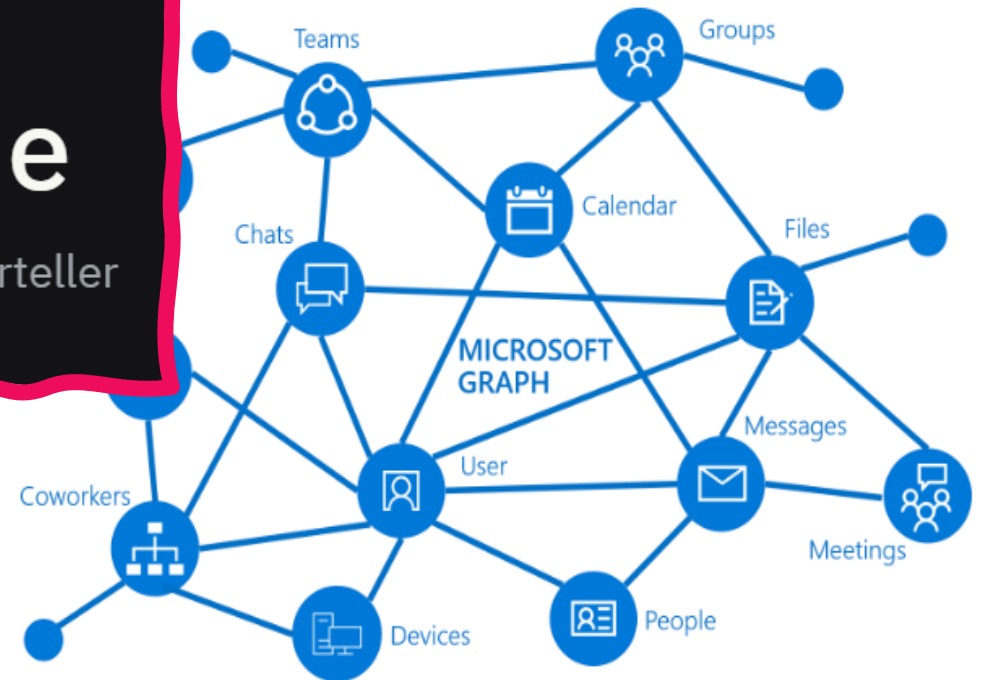 Teams
Groups
e
Calendar
Chats
Files
rteller
MICROSOFT
GRAPH
Messages
User
Coworkers
Meetings
Devices
People